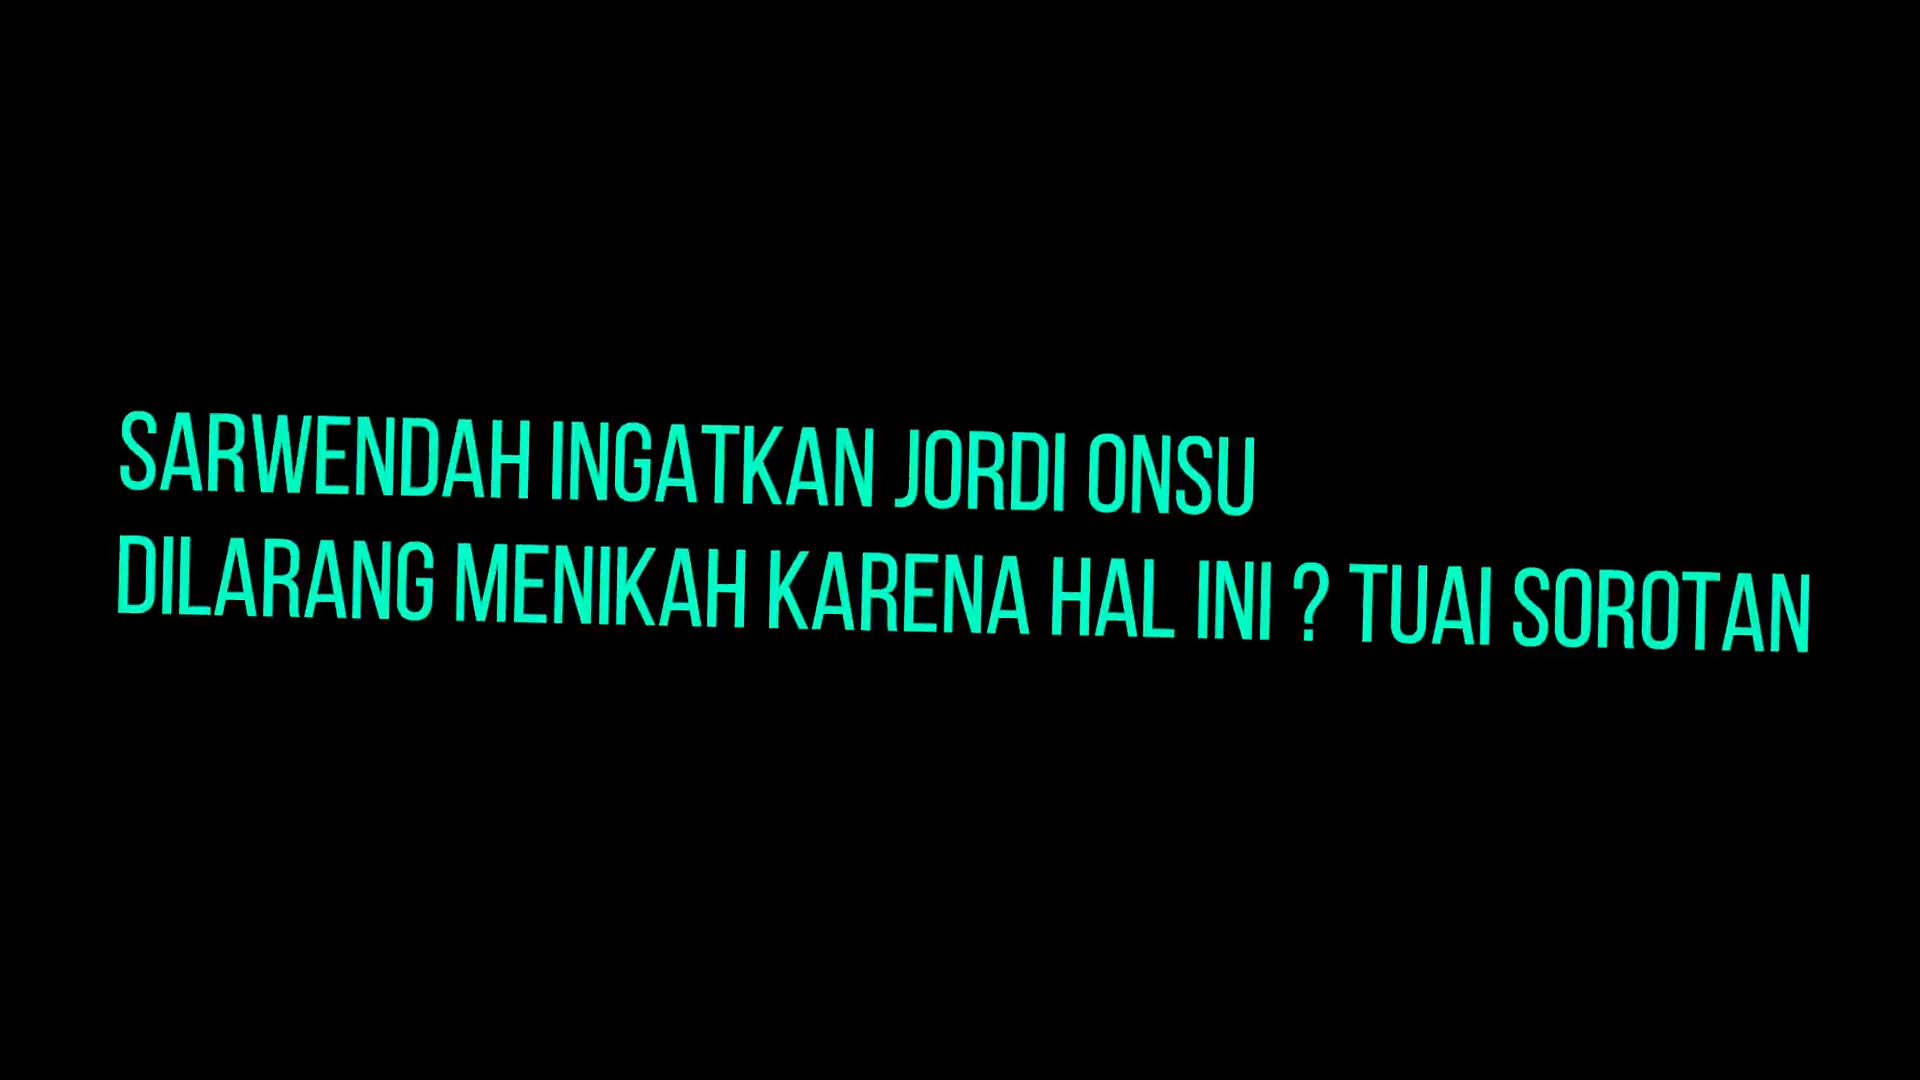 SARWENDAH INGATKAN JORDI ONSU
DILARANG MENIKAH KARENA HAL INI ? TUAI SOROTAN